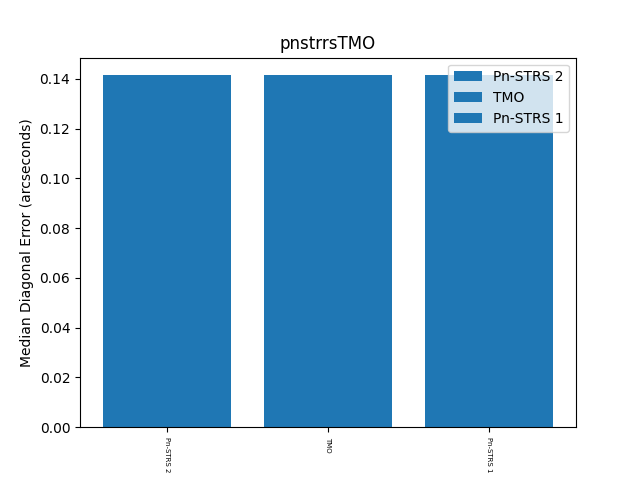 pnstrrsTMO
Pn-STRS 2
TMO
Pn-STRS 1
Median Diagonal Error (arcseconds)
0.14
0.12
0.10
0.08
0.06
0.04
0.02
0.00
Pn-STRS 2
TMO
Pn-STRS 1